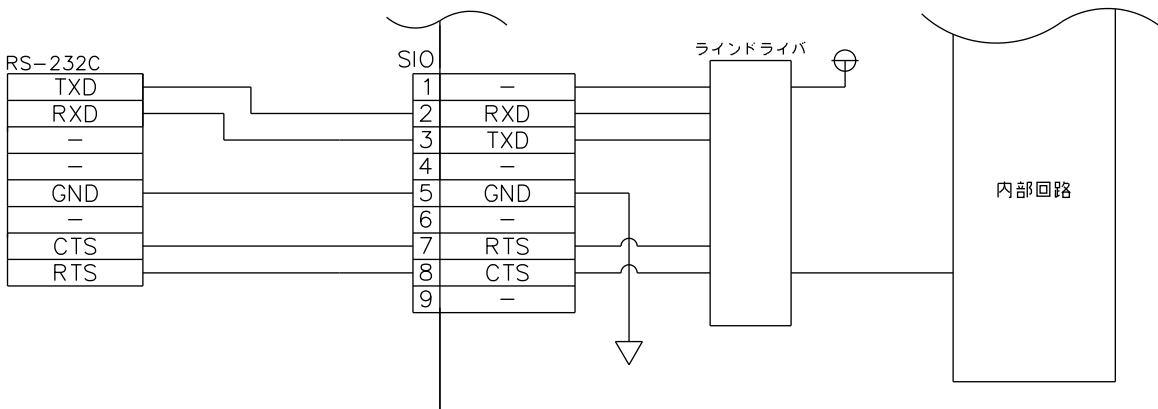 RS-232C
TXD
RXD
-
-
GND
-
CTS
RTS
SIO
1 -
2 RXD
3 TXD
4 -
5 GND
6 -
7 RTS
8 CTS
9 -
ラインドライバ
内部回路